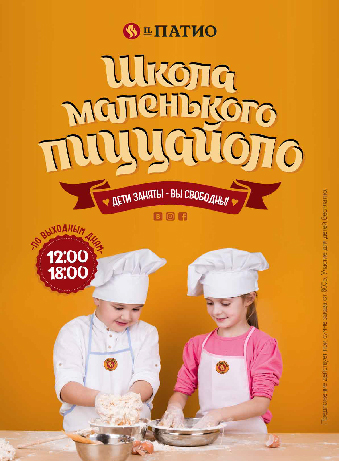 IL ПАТИО
Школа
маленького
пиццайоло
ДЕТИ ЗАНЯТЫ - ВЫ СВОБОДНЫ!
-ПО ВЫХОДНЫМ ДНЯМ-
12:00
18:00